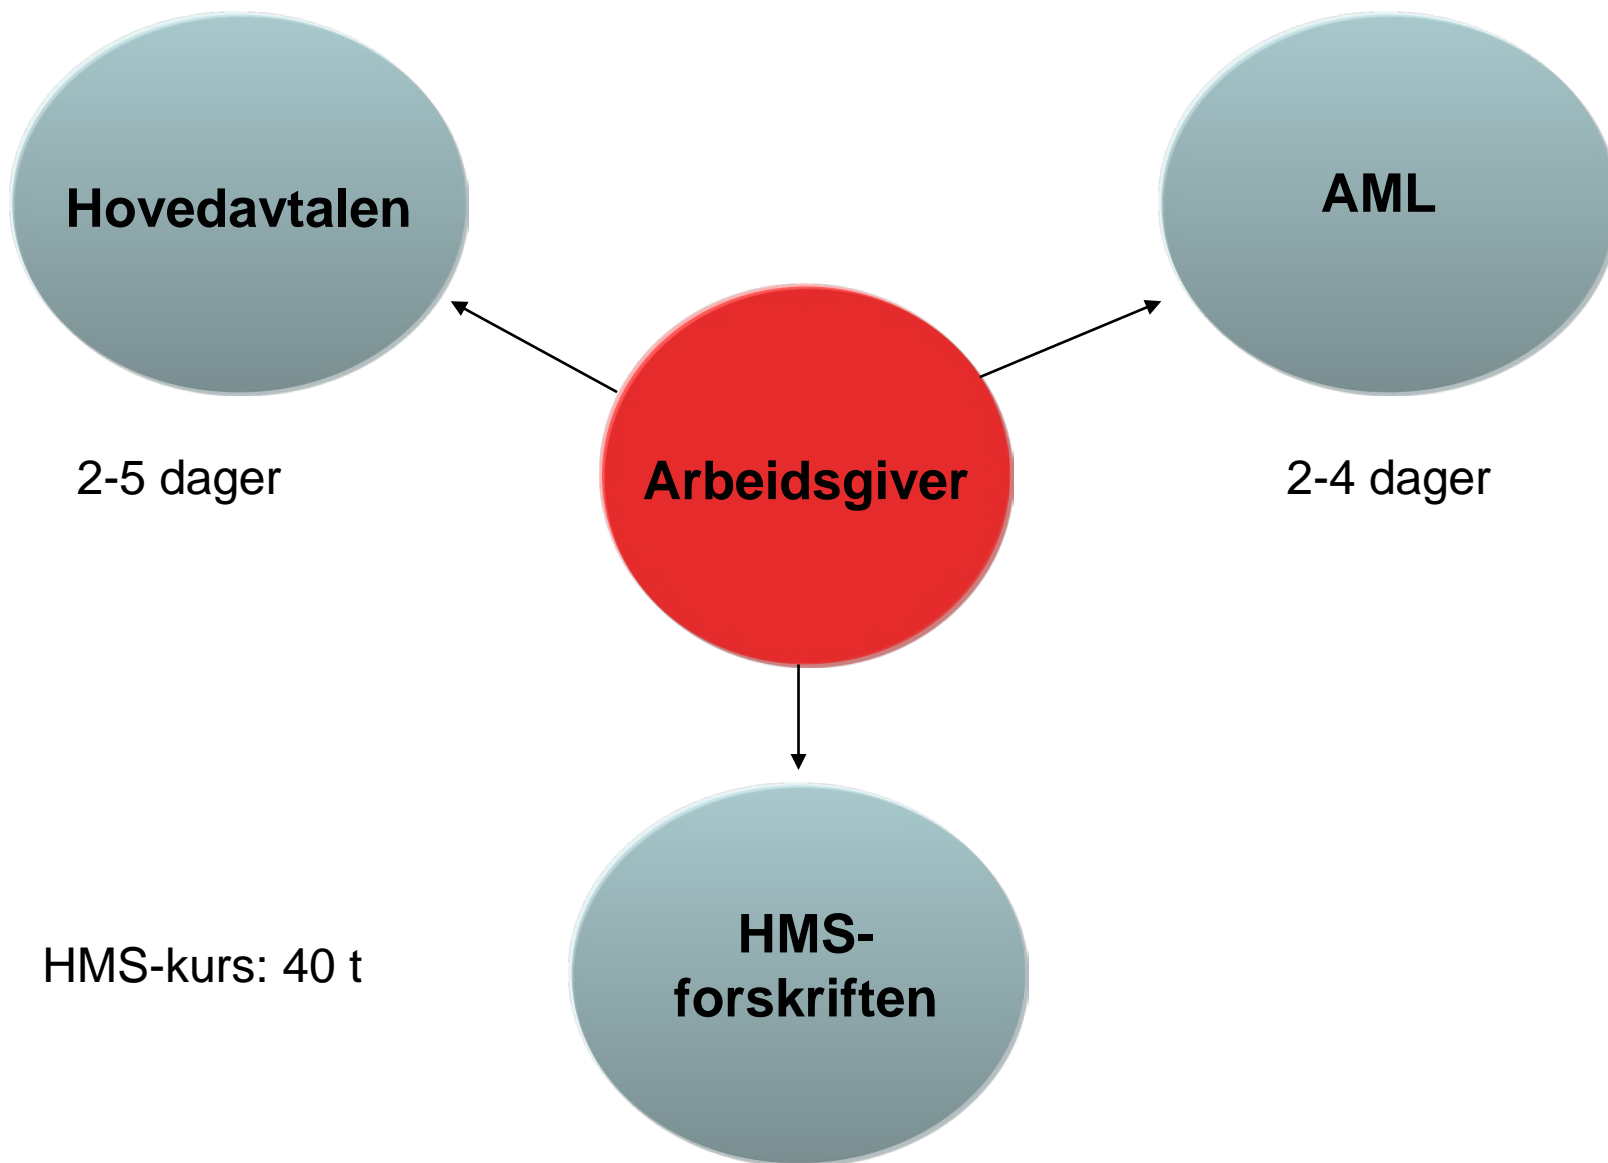 Hovedavtalen
AML
2-5 dager
Arbeidsgiver
2-4 dager
HMS-kurs: 40 t
HMS-
forskriften